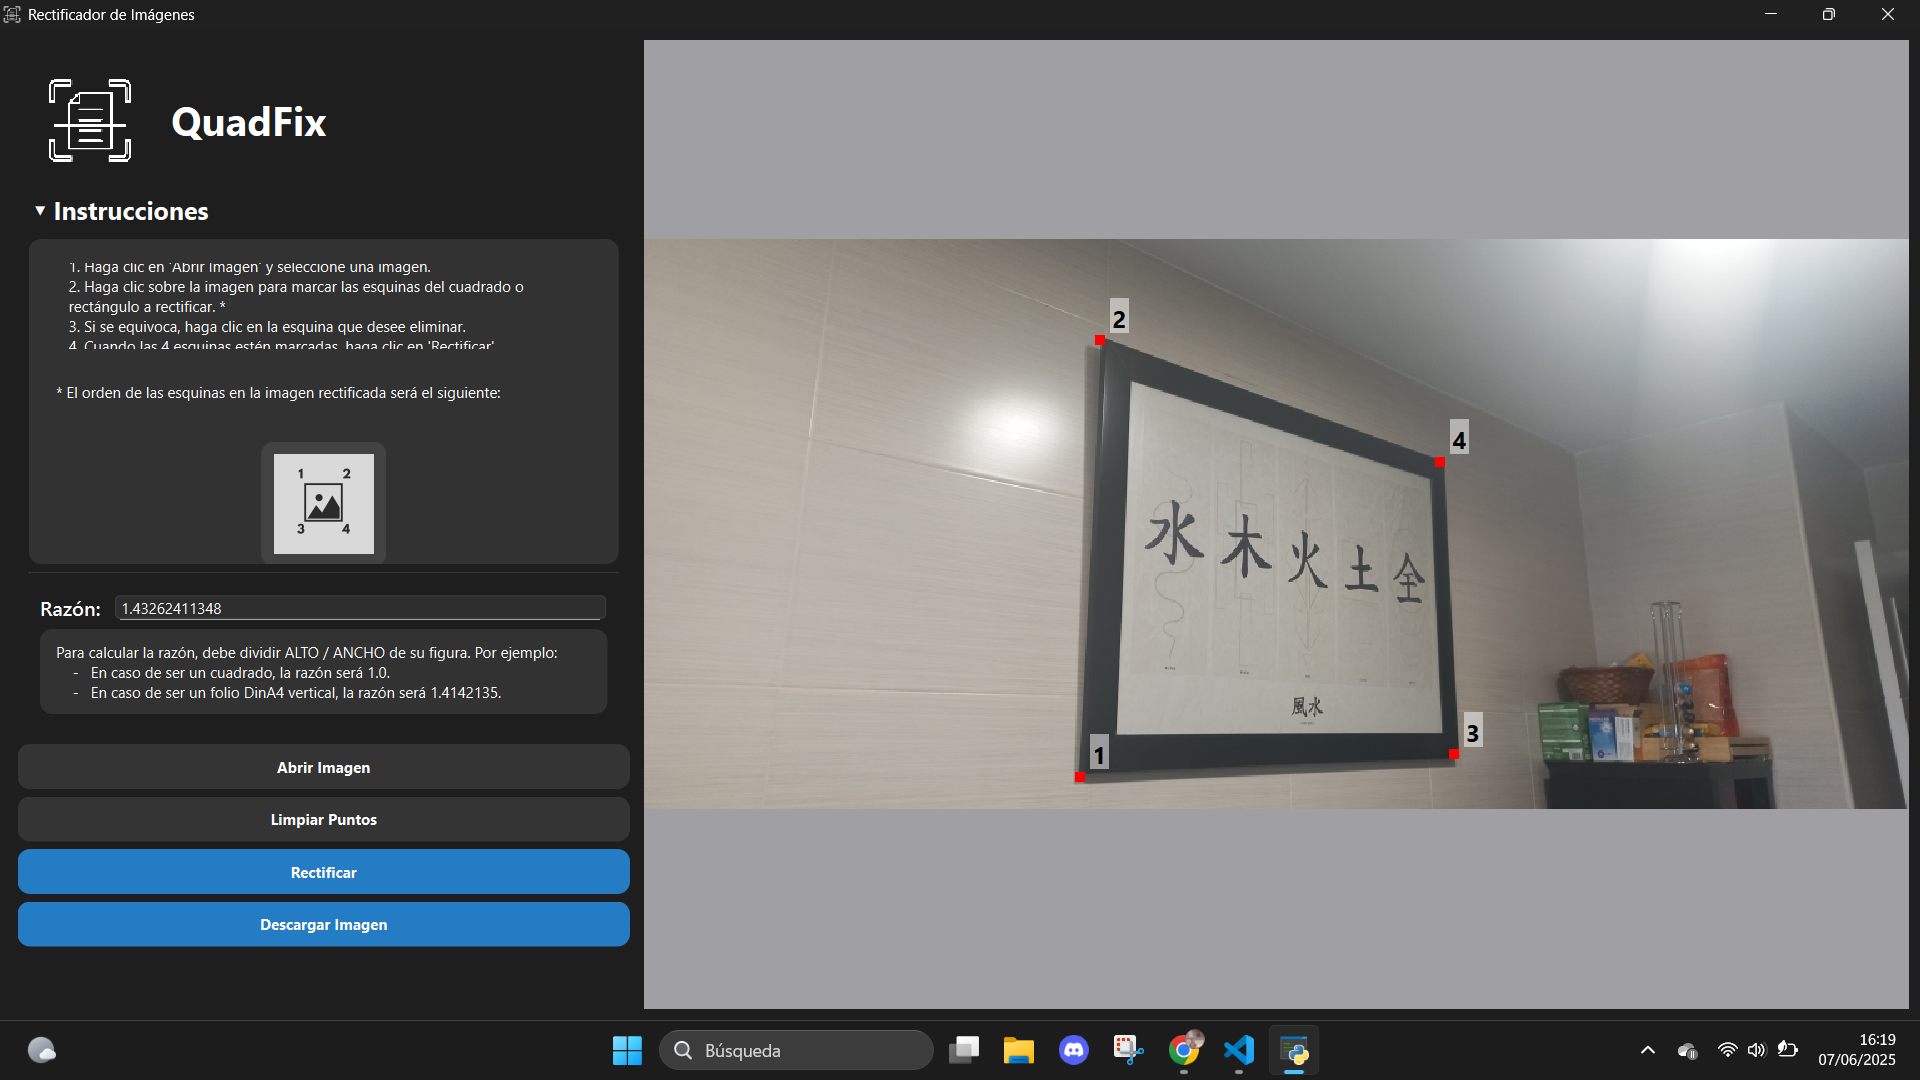 Rectificador de Imágenes
QuadFix
▼ Instrucciones
1. Haga clic en 'Abrir Imagen' y seleccione una imagen.
2. Haga clic sobre la imagen para marcar las esquinas del cuadrado o
rectángulo a rectificar. *
3. Si se equivoca, haga clic en la esquina que desee eliminar.
4. Cuando las 4 esquinas estén marcadas, haga clic en 'Rectificar'
* El orden de las esquinas en la imagen rectificada será el siguiente:
1 2
3 4
Razón: 1.43262411348
Para calcular la razón, debe dividir ALTO / ANCHO de su figura. Por ejemplo:
- En caso de ser un cuadrado, la razón será 1.0.
- En caso de ser un folio DinA4 vertical, la razón será 1.4142135.
Abrir Imagen
Limpiar Puntos
Rectificar
Descargar Imagen
2
4
水 木 火 土 全
風水
3
1
Búsqueda
16:19
07/06/2025